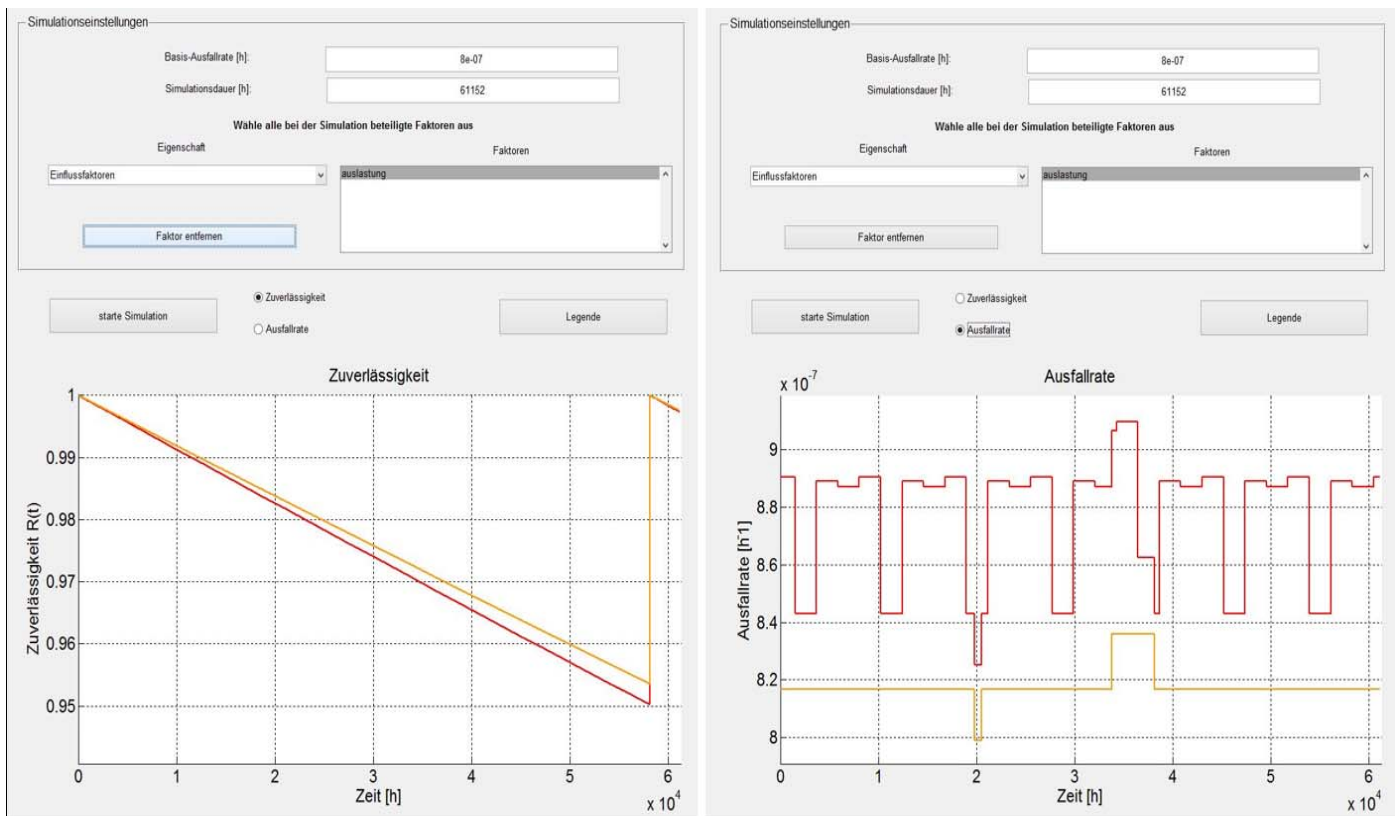 Simulationseinstellungen
Basis-Ausfallrate [h]:
8e-07
Simulationsdauer [h]:
61152
Wähle alle bei der Simulation beteiligte Faktoren aus
Eigenschaft
Faktoren
Einflussfaktoren
auslastung
Faktor entfernen
starte Simulation
Zuverlässigkeit
Ausfallrate
Legende
Zuverlässigkeit
Zuverlässigkeit R(t)
1
0.99
0.98
0.97
0.96
0.95
0 1 2 3 4 5 6
Zeit [h]
x 10^4
Simulationseinstellungen
Basis-Ausfallrate [h]:
8e-07
Simulationsdauer [h]:
61152
Wähle alle bei der Simulation beteiligte Faktoren aus
Eigenschaft
Faktoren
Einflussfaktoren
auslastung
Faktor entfernen
starte Simulation
Zuverlässigkeit
Ausfallrate
Legende
x 10^-7
Ausfallrate
Ausfallrate [h^-1]
9
8.8
8.6
8.4
8.2
8
0 1 2 3 4 5 6
Zeit [h]
x 10^4